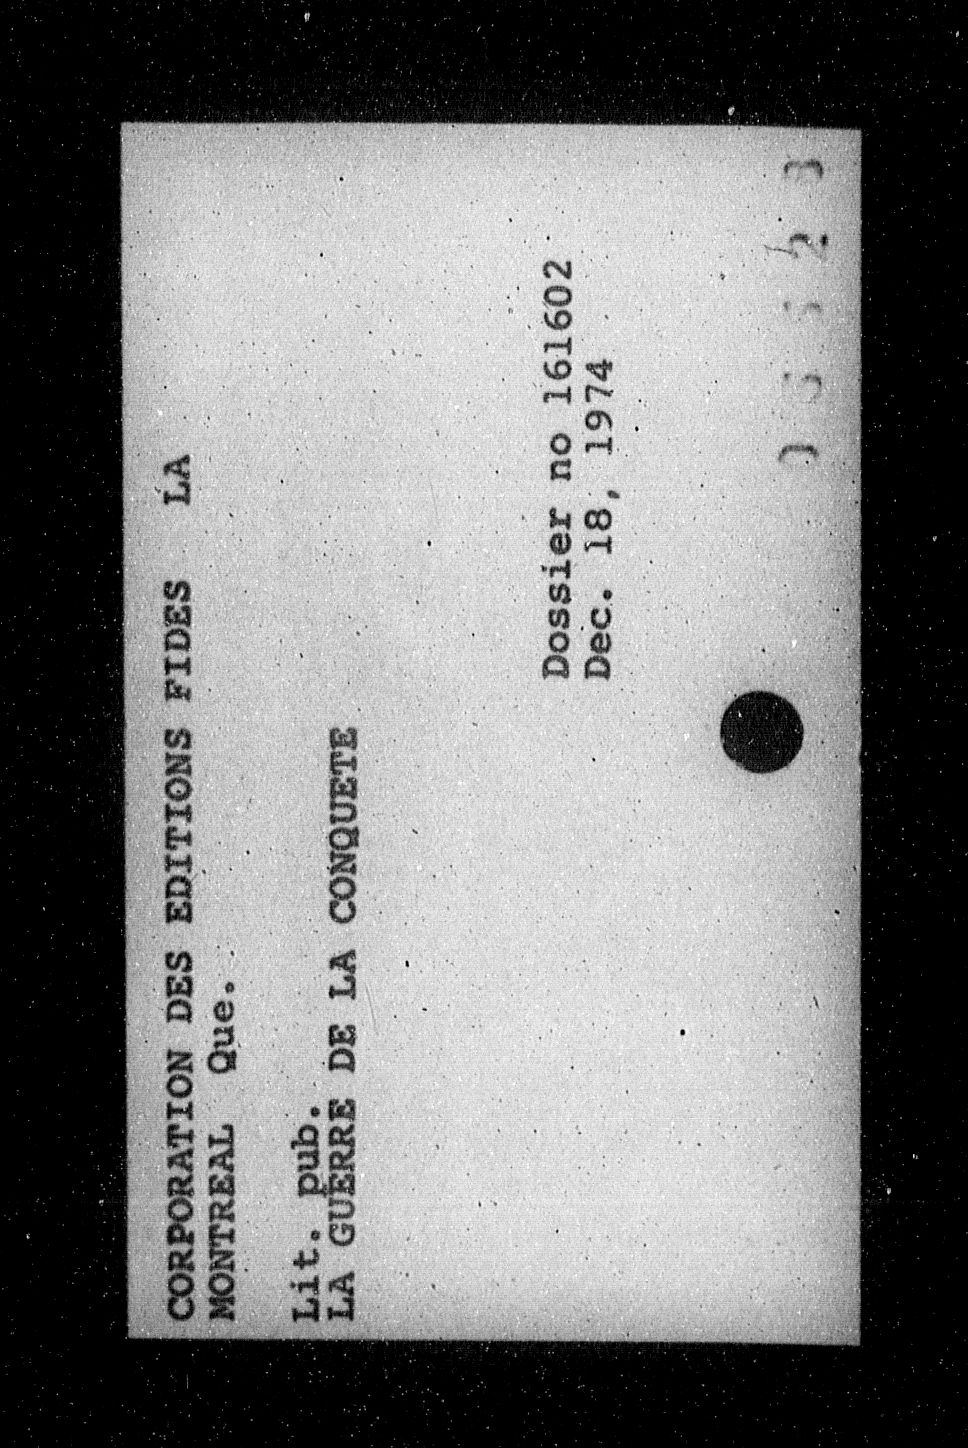 CORPORATION DES EDITIONS FIDES LA
MONTREAL Que.
Lit. pub.
LA GUERRE DE LA CONQUETE
Dossier no 161602
Dec. 18, 1974